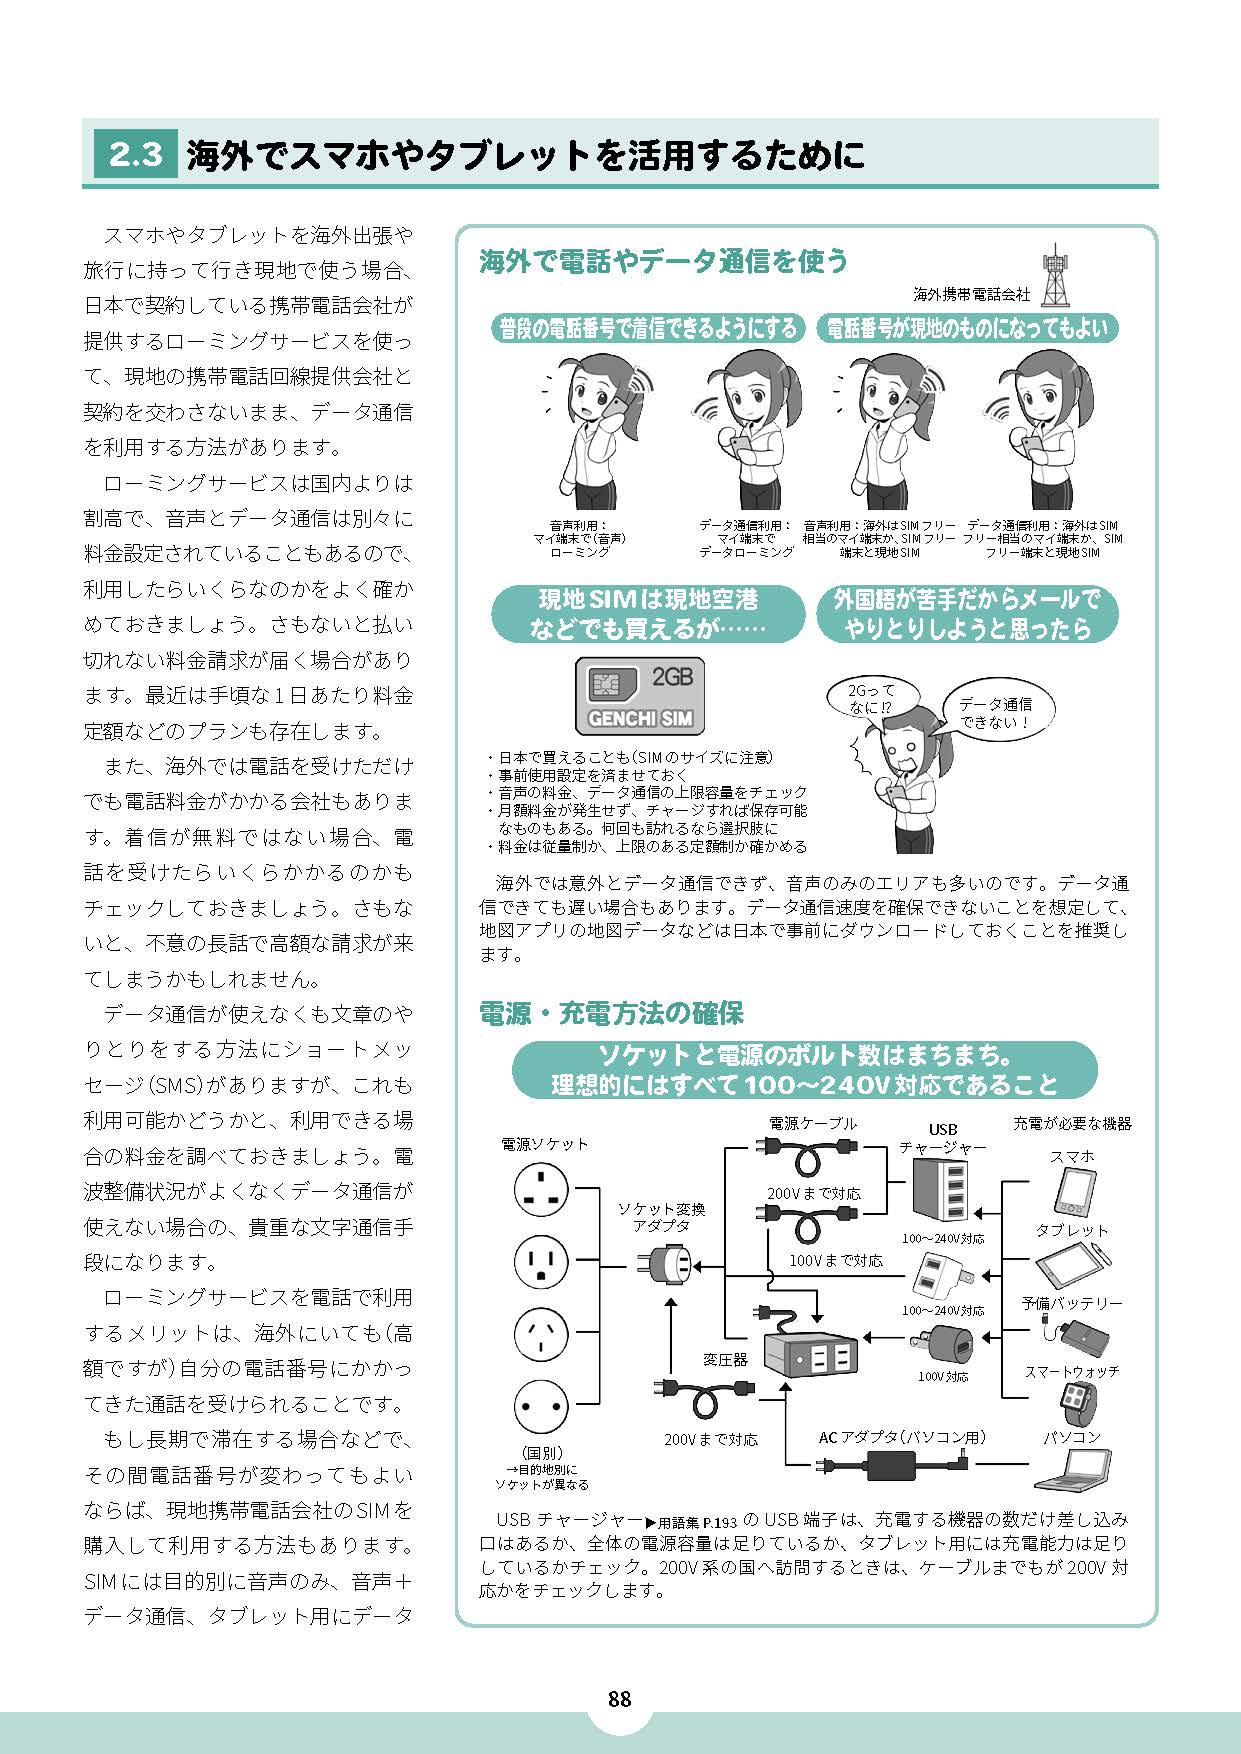 2.3 海外でスマホやタブレットを活用するために
スマホやタブレットを海外出張や
旅行に持って行き現地で使う場合、
日本で契約している携帯電話会社が
提供するローミングサービスを使っ
て、現地の携帯電話回線提供会社と
契約を交わさないまま、データ通信
を利用する方法があります。
ローミングサービスは国内よりは
割高で、音声とデータ通信は別々に
料金設定されていることもあるので、
利用したらいくらなのかをよく確か
めておきましょう。さもないと払い
切れない料金請求が届く場合があり
ます。最近は手頃な1日あたり料金
定額などのプランも存在します。
また、海外では電話を受けただけ
でも電話料金がかかる会社もありま
す。着信が無料ではない場合、電
話を受けたらいくらかかるのかも
チェックしておきましょう。さもな
いと、不意の長話で高額な請求が来
てしまうかもしれません。
データ通信が使えなくも文章のや
りとりをする方法にショートメッ
セージ(SMS)がありますが、これも
利用可能かどうかと、利用できる場
合の料金を調べておきましょう。電
波整備状況がよくなくデータ通信が
使えない場合の、貴重な文字通信手
段になります。
ローミングサービスを電話で利用
するメリットは、海外にいても(高
額ですが)自分の電話番号にかかっ
てきた通話を受けられることです。
もし長期で滞在する場合などで、
その間電話番号が変わってもよい
ならば、現地携帯電話会社のSIMを
購入して利用する方法もあります。
SIMには目的別に音声のみ、音声＋
データ通信、タブレット用にデータ
海外で電話やデータ通信を使う
海外携帯電話会社
普段の電話番号で着信できるようにする
電話番号が現地のものになってもよい
音声利用：
マイ端末で(音声)
ローミング
データ通信利用：
マイ端末で
データローミング
音声利用：海外はSIMフリー
相当のマイ端末か、SIMフリー
端末と現地SIM
データ通信利用：海外はSIM
フリー相当のマイ端末か、SIM
フリー端末と現地SIM
現地SIMは現地空港
などでも買えるが……
2GB
GENCHI SIM
・日本で買えることも(SIMのサイズに注意)
・事前使用設定を済ませておく
・音声の料金、データ通信の上限容量をチェック
・月額料金が発生せず、チャージすれば保存可能
なものもある。何回も訪れるなら選択肢に
・料金は従量制か、上限のある定額制か確かめる
外国語が苦手だからメールで
やりとりしようと思ったら
2Gって
なに!?
データ通信
できない！
海外では意外とデータ通信できず、音声のみのエリアも多いのです。データ通
信できても遅い場合もあります。データ通信速度を確保できないことを想定して、
地図アプリの地図データなどは日本で事前にダウンロードしておくことを推奨し
ます。
電源・充電方法の確保
ソケットと電源のボルト数はまちまち。
理想的にはすべて100〜240V対応であること
電源ソケット
(国別)
→目的地別に
ソケットが異なる
ソケット変換
アダプタ
電源ケーブル
200Vまで対応
100Vまで対応
変圧器
200Vまで対応
USB
チャージャー
100〜240V対応
100〜240V対応
100V対応
ACアダプタ(パソコン用)
充電が必要な機器
スマホ
タブレット
予備バッテリー
スマートウォッチ
パソコン
USBチャージャー▶用語集P.193のUSB端子は、充電する機器の数だけ差し込み
口はあるか、全体の電源容量は足りているか、タブレット用には充電能力は足り
しているかチェック。200V系の国へ訪問するときは、ケーブルまでもが200V対
応かをチェックします。
88